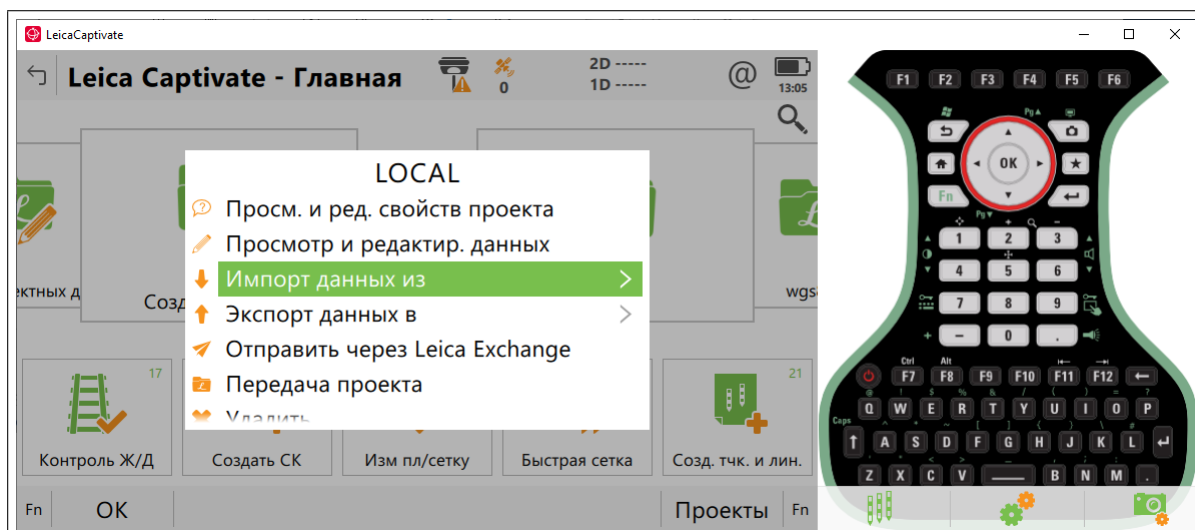 LeicaCaptivate
Leica Captivate - Главная
0
2D -----
1D -----
@
13:05
LOCAL
Просм. и ред. свойств проекта
Просмотр и редактир. данных
Импорт данных из
Экспорт данных в
Отправить через Leica Exchange
Передача проекта
Удалить
ектных д
Созд
wgs
17
21
Контроль Ж/Д
Создать СК
Изм пл/сетку
Быстрая сетка
Созд. тчк. и лин.
Fn
OK
Проекты
Fn
F1 F2 F3 F4 F5 F6
Pg
OK
Fn
Pg
1 2 3
4 5 6
7 8 9
+ - 0 .
Ctrl Alt
F7 F8 F9 F10 F11 F12
Q W E R T Y U I O P
Caps
A S D F G H J K L
Z X C V B N M .